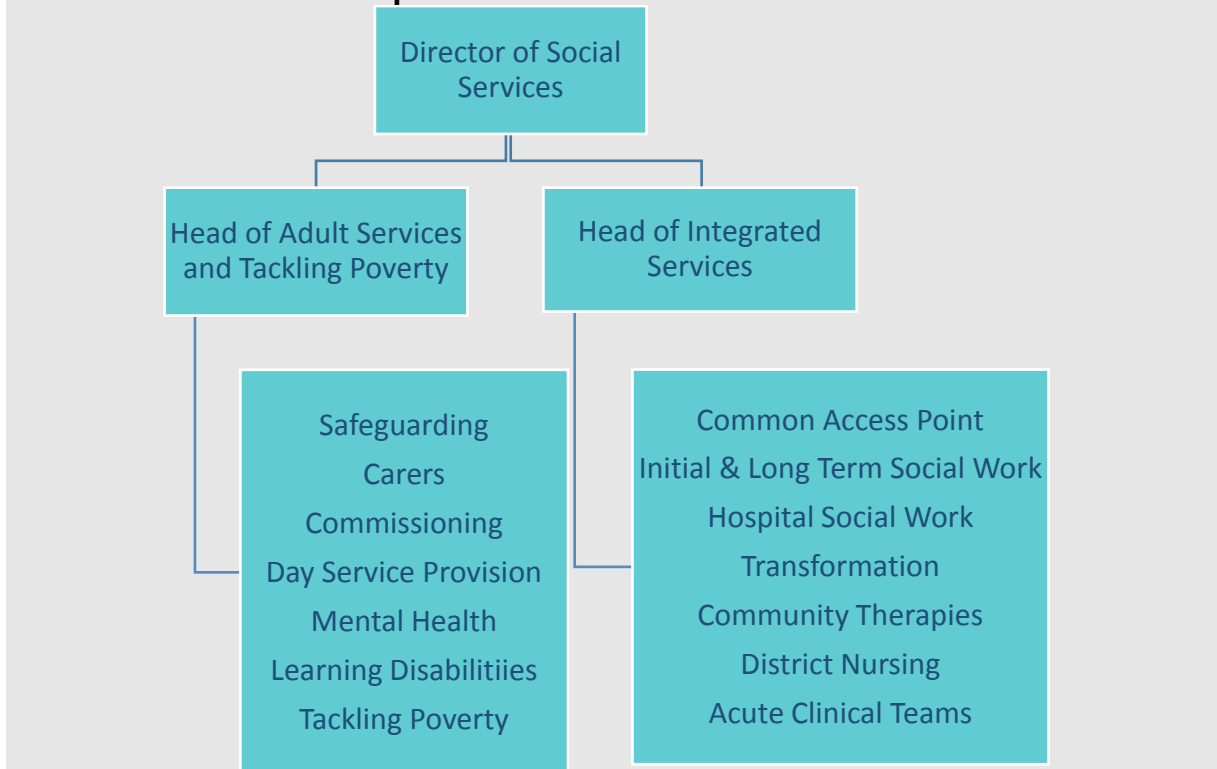 Director of Social
Services
Head of Adult Services
and Tackling Poverty
Head of Integrated
Services
Safeguarding
Carers
Commissioning
Day Service Provision
Mental Health
Learning Disabilitiies
Tackling Poverty
Common Access Point
Initial & Long Term Social Work
Hospital Social Work
Transformation
Community Therapies
District Nursing
Acute Clinical Teams